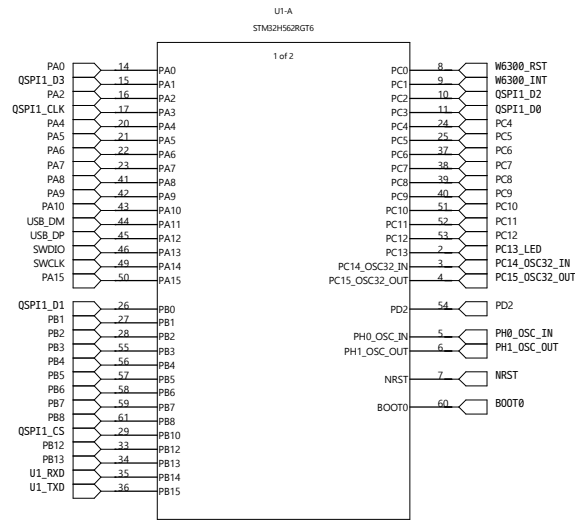 U1-A
STM32H562RGT6
1 of 2
PA0 14 PA0
QSPI1_D3 15 PA1
PA2 16 PA2
QSPI1_CLK 17 PA3
PA4 20 PA4
PA5 21 PA5
PA6 22 PA6
PA7 23 PA7
PA8 41 PA8
PA9 42 PA9
PA10 43 PA10
USB_DM 44 PA11
USB_DP 45 PA12
SWDIO 46 PA13
SWCLK 49 PA14
PA15 50 PA15
QSPI1_D1 26 PB0
PB1 27 PB1
PB2 28 PB2
PB3 55 PB3
PB4 56 PB4
PB5 57 PB5
PB6 58 PB6
PB7 59 PB7
PB8 61 PB8
QSPI1_CS 29 PB10
PB12 33 PB12
PB13 34 PB13
U1_RXD 35 PB14
U1_TXD 36 PB15
PC0 8 W6300_RST
PC1 9 W6300_INT
PC2 10 QSPI1_D2
PC3 11 QSPI1_D0
PC4 24 PC4
PC5 25 PC5
PC6 37 PC6
PC7 38 PC7
PC8 39 PC8
PC9 40 PC9
PC10 51 PC10
PC11 52 PC11
PC12 53 PC12
PC13 2 PC13_LED
PC14_OSC32_IN 3 PC14_OSC32_IN
PC15_OSC32_OUT 4 PC15_OSC32_OUT
PD2 54 PD2
PH0_OSC_IN 5 PH0_OSC_IN
PH1_OSC_OUT 6 PH1_OSC_OUT
NRST 7 NRST
BOOT0 60 BOOT0